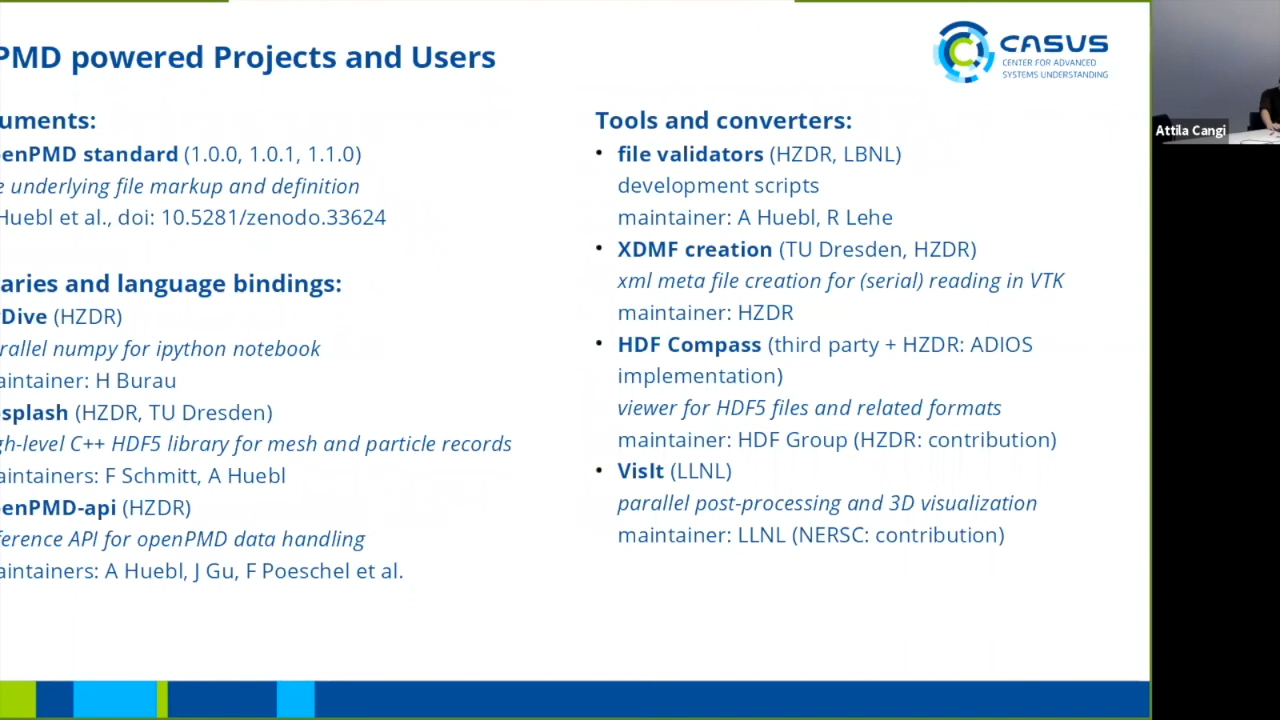 PMD powered Projects and Users
CASUS
CENTER FOR ADVANCED
SYSTEMS UNDERSTANDING
uments:
enPMD standard (1.0.0, 1.0.1, 1.1.0)
e underlying file markup and definition
Huebl et al., doi: 10.5281/zenodo.33624
aries and language bindings:
Dive (HZDR)
rallel numpy for ipython notebook
aintainer: H Burau
splash (HZDR, TU Dresden)
gh-level C++ HDF5 library for mesh and particle records
aintainers: F Schmitt, A Huebl
enPMD-api (HZDR)
ference API for openPMD data handling
aintainers: A Huebl, J Gu, F Poeschel et al.
Tools and converters:
• file validators (HZDR, LBNL)
development scripts
maintainer: A Huebl, R Lehe
• XDMF creation (TU Dresden, HZDR)
xml meta file creation for (serial) reading in VTK
maintainer: HZDR
• HDF Compass (third party + HZDR: ADIOS
implementation)
viewer for HDF5 files and related formats
maintainer: HDF Group (HZDR: contribution)
• VisIt (LLNL)
parallel post-processing and 3D visualization
maintainer: LLNL (NERSC: contribution)
Attila Cangi